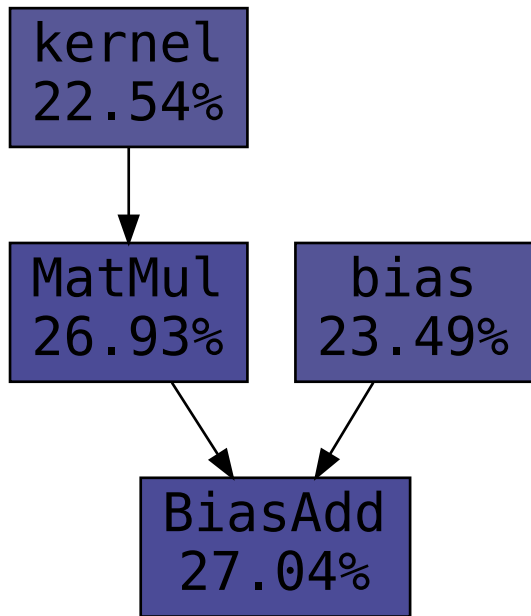 kernel
22.54%
MatMul
26.93%
bias
23.49%
BiasAdd
27.04%